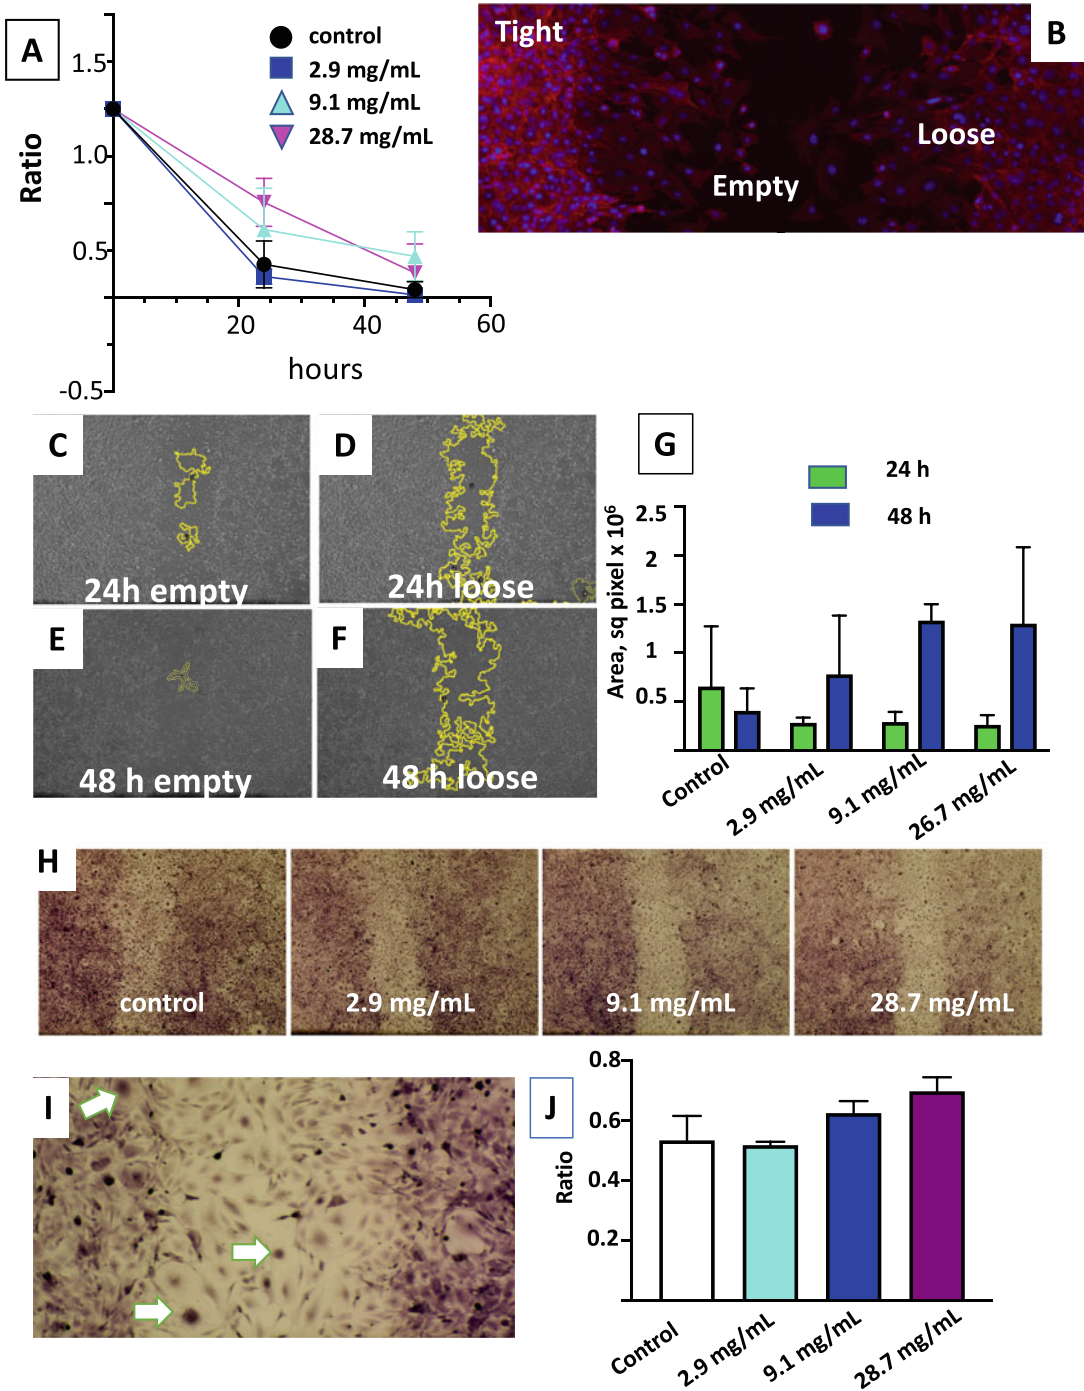 A
control
2.9 mg/mL
9.1 mg/mL
28.7 mg/mL
Ratio
1.5
1.0
0.5
-0.5
20
40
60
hours
B
Tight
Loose
Empty
C
24h empty
D
24h loose
E
48 h empty
F
48 h loose
G
24 h
48 h
Area, sq pixel x 10⁶
2.5
2
1.5
1
0.5
Control
2.9 mg/mL
9.1 mg/mL
26.7 mg/mL
H
control
2.9 mg/mL
9.1 mg/mL
28.7 mg/mL
I
J
Ratio
0.8
0.6
0.4
0.2
Control
2.9 mg/mL
9.1 mg/mL
28.7 mg/mL